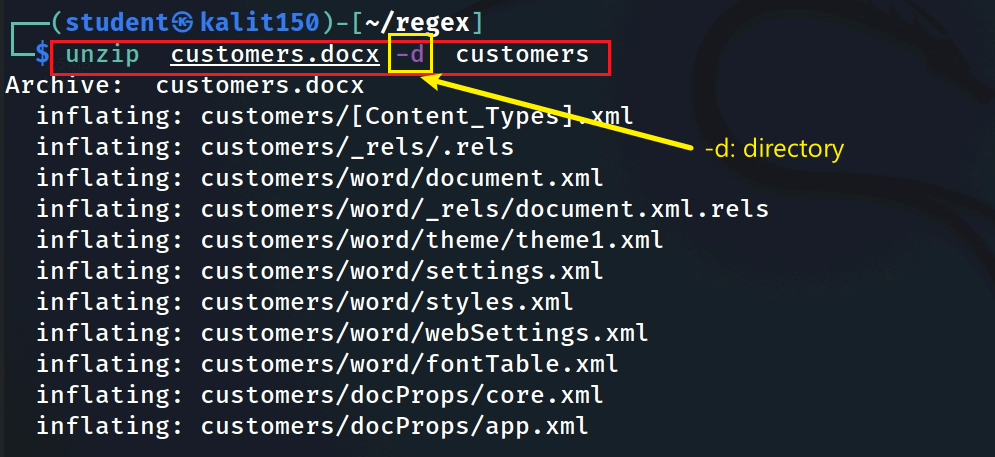 ┌──(student㉿kalit150)-[~/regex]
└─$ unzip  customers.docx -d  customers
Archive:  customers.docx
  inflating: customers/[Content_Types].xml
  inflating: customers/_rels/.rels
-d: directory
  inflating: customers/word/document.xml
  inflating: customers/word/_rels/document.xml.rels
  inflating: customers/word/theme/theme1.xml
  inflating: customers/word/settings.xml
  inflating: customers/word/styles.xml
  inflating: customers/word/webSettings.xml
  inflating: customers/word/fontTable.xml
  inflating: customers/docProps/core.xml
  inflating: customers/docProps/app.xml